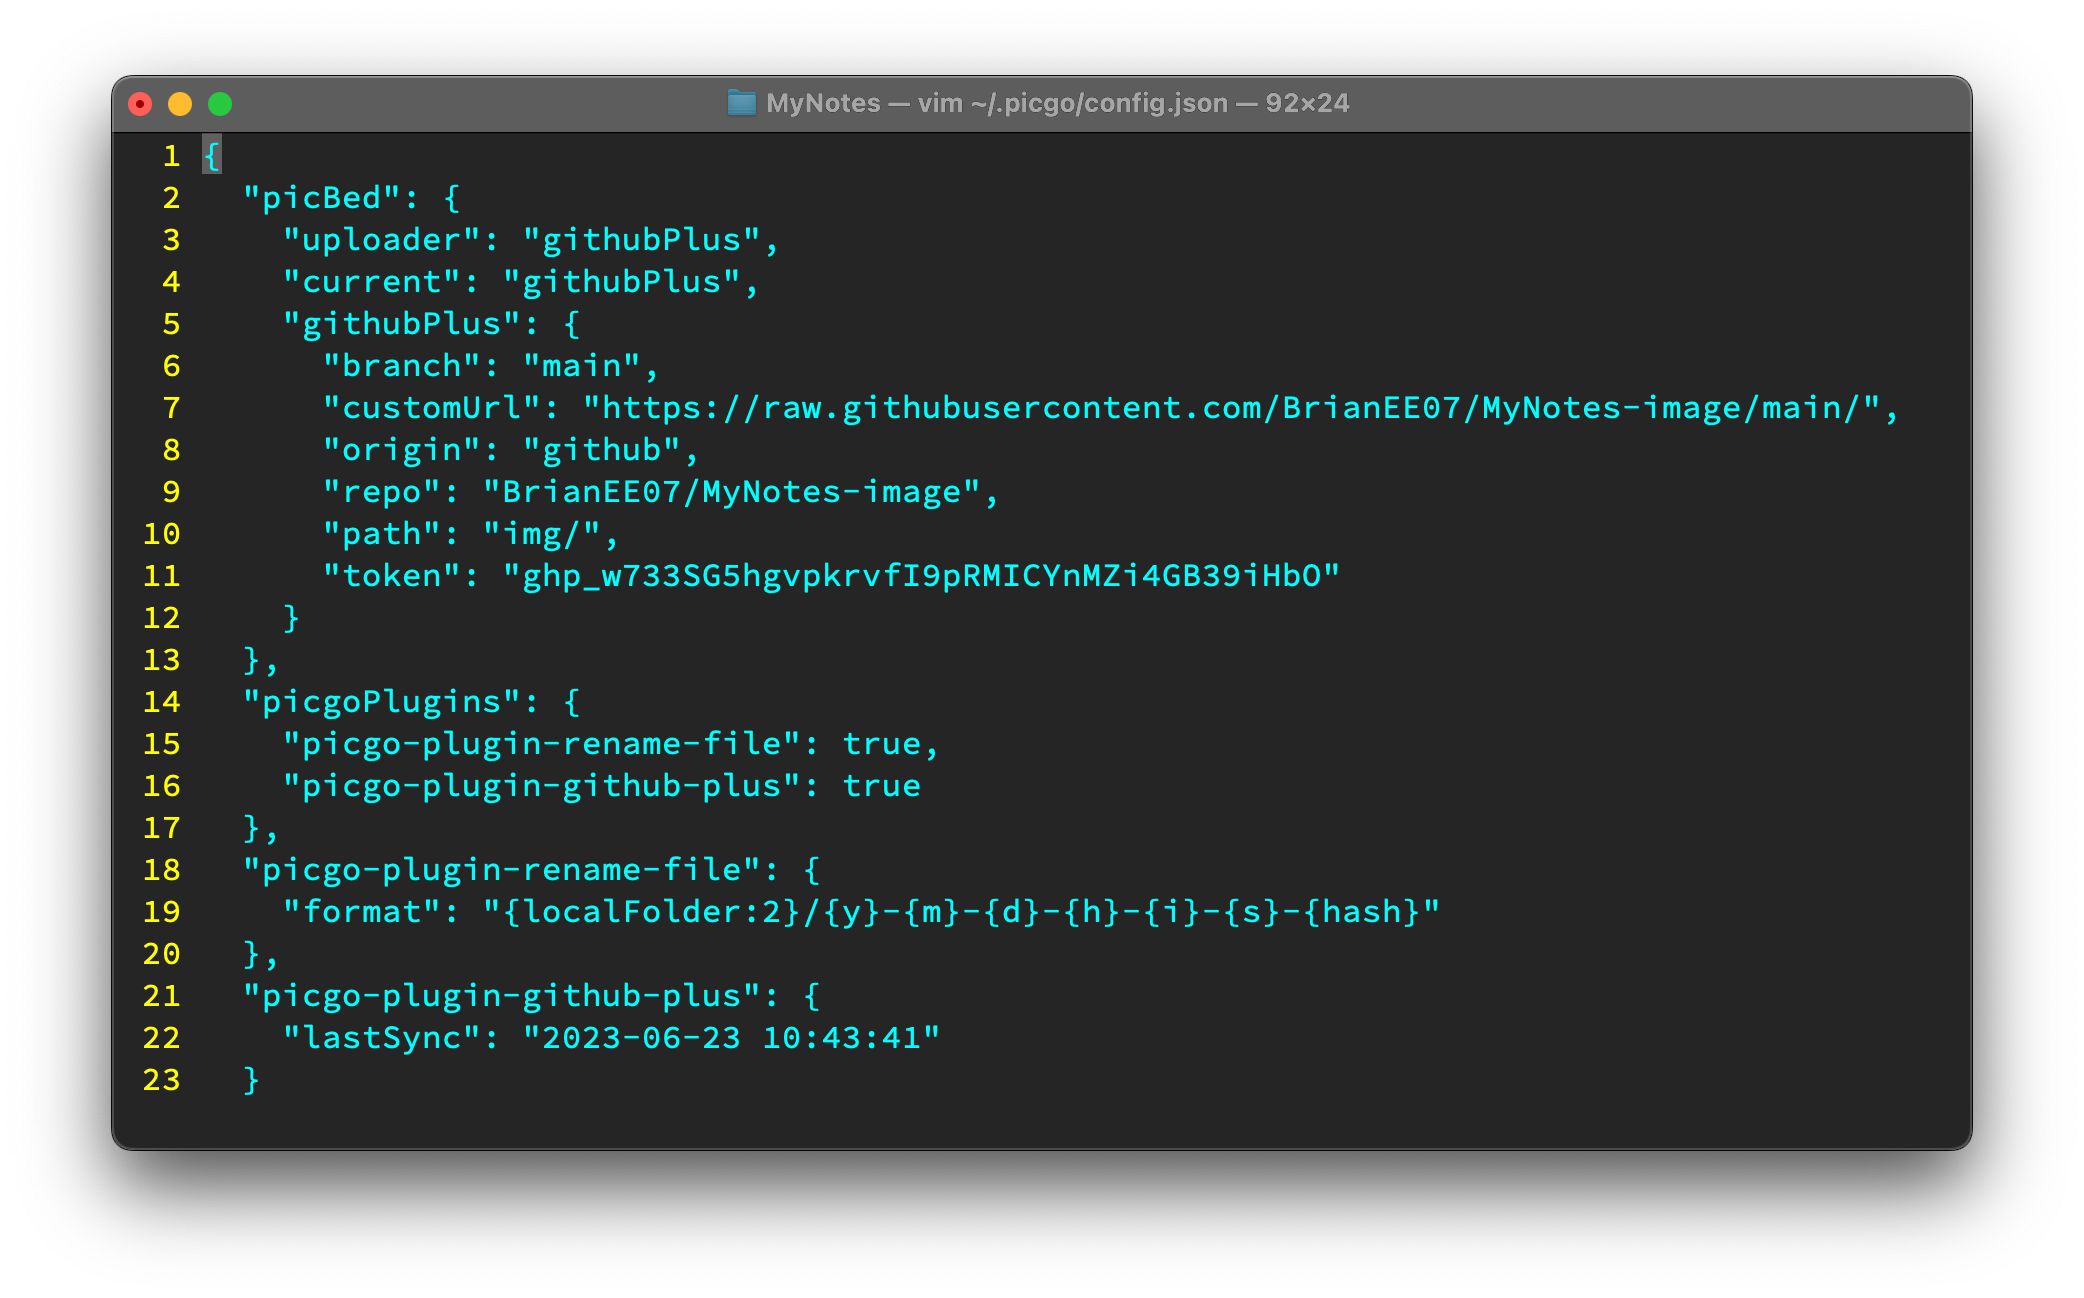 MyNotes — vim ~/.picgo/config.json — 92×24
1 {
2   "picBed": {
3     "uploader": "githubPlus",
4     "current": "githubPlus",
5     "githubPlus": {
6       "branch": "main",
7       "customUrl": "https://raw.githubusercontent.com/BrianEE07/MyNotes-image/main/",
8       "origin": "github",
9       "repo": "BrianEE07/MyNotes-image",
10       "path": "img/",
11       "token": "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"
12     }
13   },
14   "picgoPlugins": {
15     "picgo-plugin-rename-file": true,
16     "picgo-plugin-github-plus": true
17   },
18   "picgo-plugin-rename-file": {
19     "format": "{localFolder:2}/{y}-{m}-{d}-{h}-{i}-{s}-{hash}"
20   },
21   "picgo-plugin-github-plus": {
22     "lastSync": "2023-06-23 10:43:41"
23   }